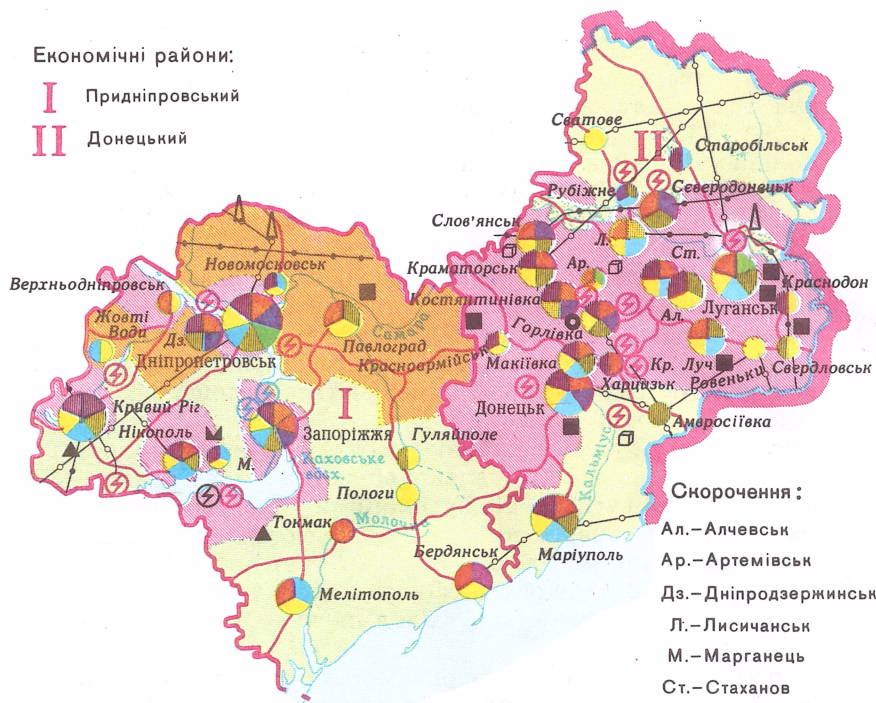 Економічні райони:
I Придніпровський
II Донецький
Сватове
II
Старобільськ
Рубіжне
Сєверодонецьк
Слов'янськ
Л.
Ст.
Краматорськ
Ар.
Новомосковськ
Верхньодніпровськ
Костянтинівка
Луганськ
Краснодон
Жовті
Води
Дз.
Самара
Ал.
Горлівка
Дніпропетровськ
Павлоград
Красноармійськ
Макіївка
Кр. Луч
Ровеньки
Свердловськ
I
Харцизьк
Донецьк
Кривий Ріг
Нікополь
Запоріжжя
Гуляйполе
Амвросіївка
М.
Каховське
вдсх.
Кальміус
Пологи
Скорочення:
Токмак
Молочна
Ал.–Алчевськ
Бердянськ
Маріуполь
Ар.–Артемівськ
Мелітополь
Дз.–Дніпродзержинськ
Л.–Лисичанськ
М.–Марганець
Ст.–Стаханов